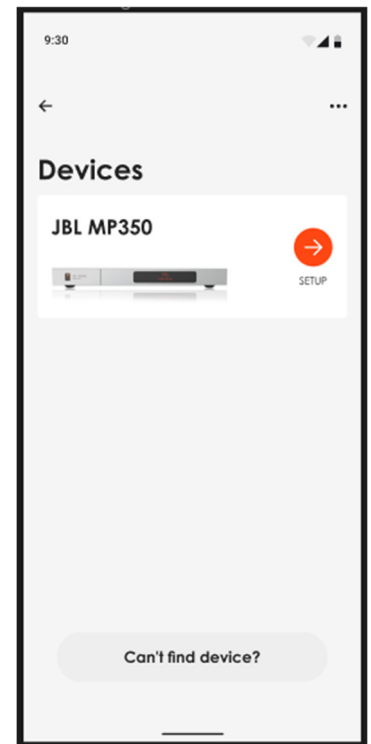 9:30
Devices
JBL MP350
SETUP
Can't find device?